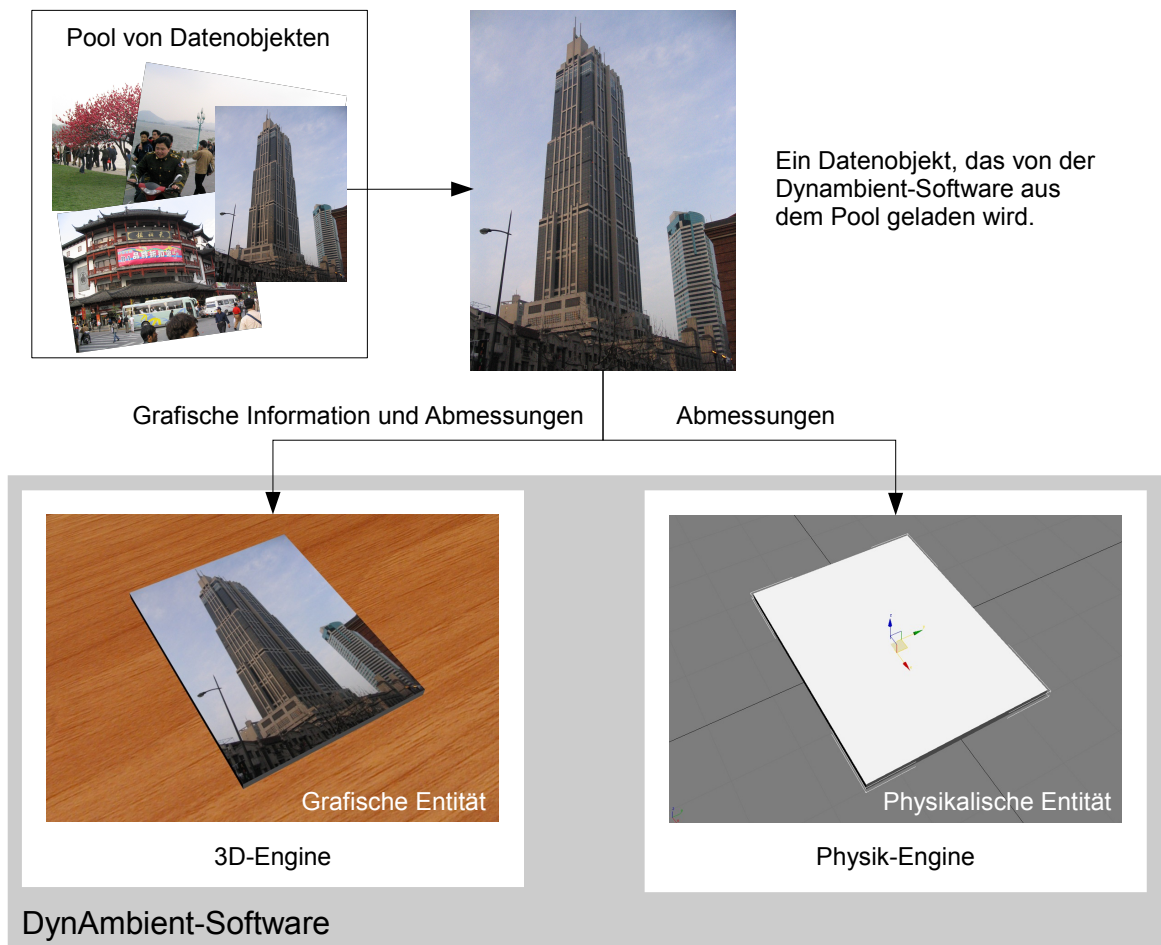 Pool von Datenobjekten
Ein Datenobjekt, das von der
Dynambient-Software aus
dem Pool geladen wird.
Grafische Information und Abmessungen
Abmessungen
Grafische Entität
Physikalische Entität
3D-Engine
Physik-Engine
DynAmbient-Software